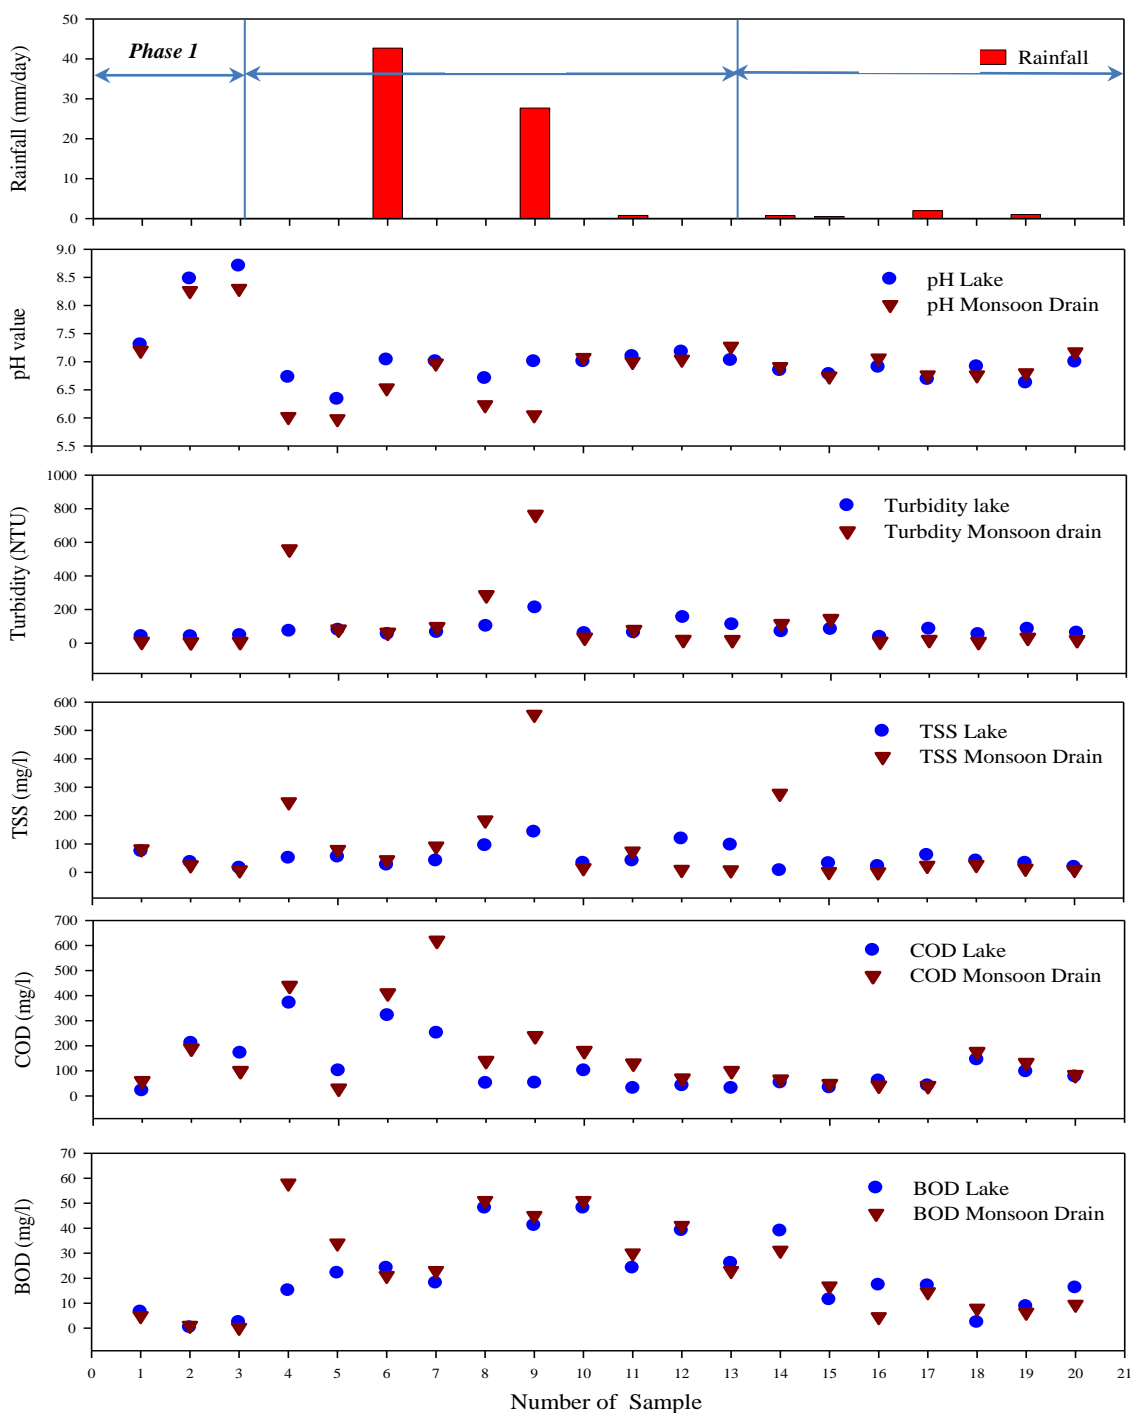 50
40
30
20
10
0
Rainfall (mm/day)
Phase 1
Rainfall
9.0
8.5
8.0
7.5
7.0
6.5
6.0
5.5
pH value
pH Lake
pH Monsoon Drain
1000
800
600
400
200
0
Turbidity (NTU)
Turbidity lake
Turbdity Monsoon drain
600
500
400
300
200
100
0
TSS (mg/l)
TSS Lake
TSS Monsoon Drain
700
600
500
400
300
200
100
0
COD (mg/l)
COD Lake
COD Monsoon Drain
70
60
50
40
30
20
10
0
BOD (mg/l)
BOD Lake
BOD Monsoon Drain
0 1 2 3 4 5 6 7 8 9 10 11 12 13 14 15 16 17 18 19 20 21
Number of Sample